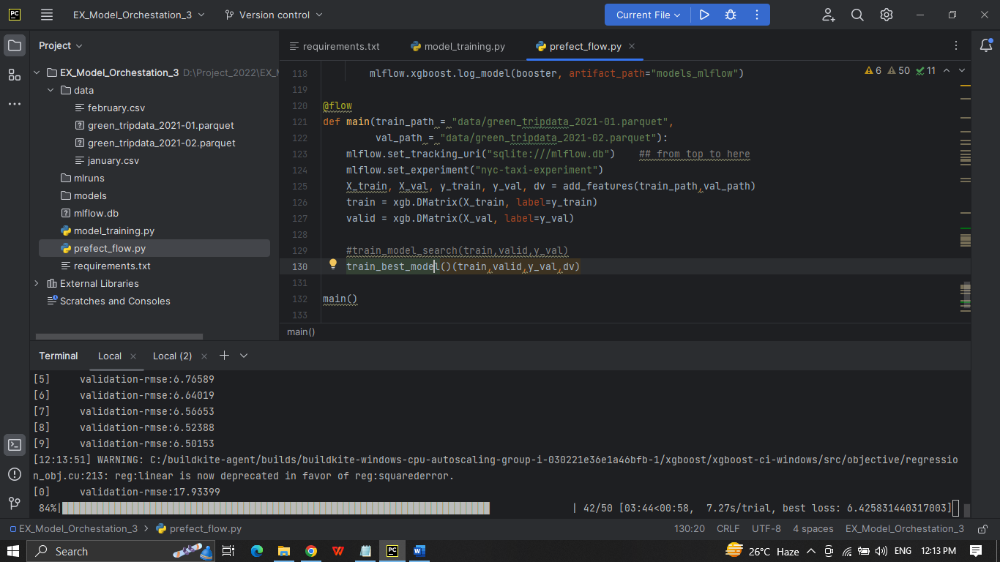 PC EX_Model_Orchestation_3 Version control Current File
Project
requirements.txt model_training.py prefect_flow.py
EX_Model_Orchestation_3 D:\Project_2022\EX_I
data
february.csv
green_tripdata_2021-01.parquet
green_tripdata_2021-02.parquet
january.csv
mlruns
models
mlflow.db
model_training.py
prefect_flow.py
requirements.txt
External Libraries
Scratches and Consoles
6 50 11
118 mlflow.xgboost.log_model(booster, artifact_path="models_mlflow")
119
120 @flow
121 def main(train_path = "data/green_tripdata_2021-01.parquet",
122 val_path = "data/green_tripdata_2021-02.parquet"):
123 mlflow.set_tracking_uri("sqlite:///mlflow.db") ## from top to here
124 mlflow.set_experiment("nyc-taxi-experiment")
125 X_train, X_val, y_train, y_val, dv = add_features(train_path,val_path)
126 train = xgb.DMatrix(X_train, label=y_train)
127 valid = xgb.DMatrix(X_val, label=y_val)
128
129 #train_model_search(train,valid,y_val)
130 train_best_model()(train,valid,y_val,dv)
131
132 main()
133
main()
Terminal Local Local (2)
[5] validation-rmse:6.76589
[6] validation-rmse:6.64019
[7] validation-rmse:6.56653
[8] validation-rmse:6.52388
[9] validation-rmse:6.50153
[12:13:51] WARNING: C:/buildkite-agent/builds/buildkite-windows-cpu-autoscaling-group-i-030221e36e1a46bfb-1/xgboost/xgboost-ci-windows/src/objective/regressio
n_obj.cu:213: reg:linear is now deprecated in favor of reg:squarederror.
[0] validation-rmse:17.93399
84%| | 42/50 [03:44<00:58, 7.27s/trial, best loss: 6.425831440317003]
EX_Model_Orchestation_3 > prefect_flow.py 130:20 CRLF UTF-8 4 spaces EX_Model_Orchestation_3
Search PC 26°C Haze ENG 12:13 PM